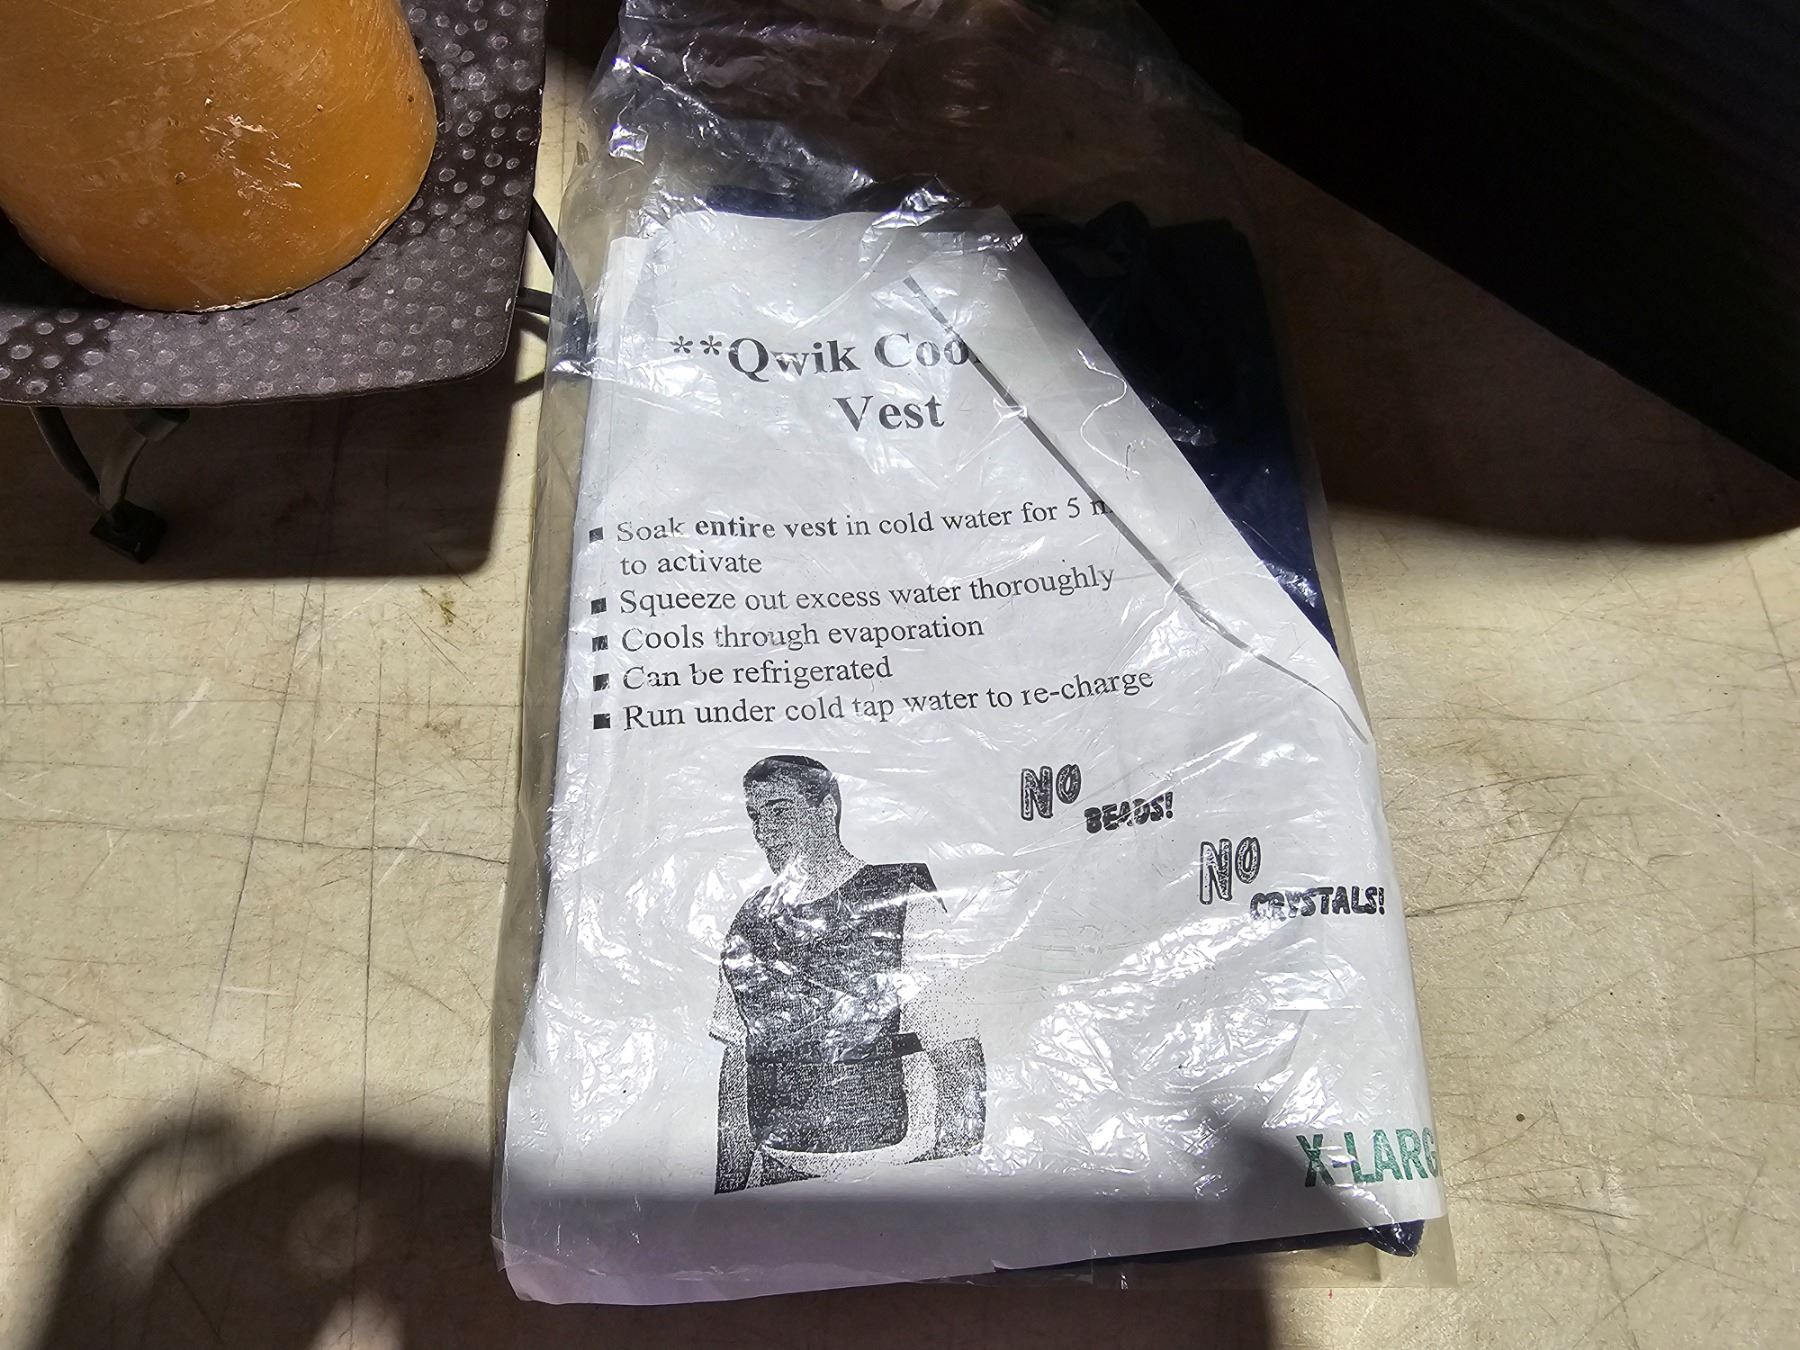 **Qwik Coo
Vest
Soak entire vest in cold water for 5
to activate
Squeeze out excess water thoroughly
Cools through evaporation
Can be refrigerated
Run under cold tap water to re-charge
NO
BEADS!
NO
CRYSTALS!
X-LARG